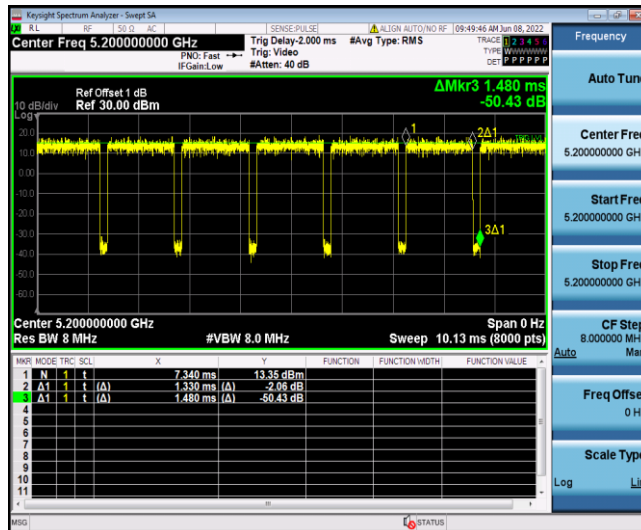 Keysight Spectrum Analyzer - Swept SA
RL RF 50 Ω AC SENSE:PULSE ALIGN AUTO/NO RF 09:49:46 AM Jun 08, 2022
Center Freq 5.200000000 GHz
PNO: Fast
IFGain:Low
Trig Delay-2.000 ms
Trig: Video
#Atten: 40 dB
#Avg Type: RMS
TRACE 1 2 3 4 5 6
TYPE W
DET P P P P P P
ΔMkr3 1.480 ms
-50.43 dB
Ref Offset 1 dB
Ref 30.00 dBm
10 dB/div
Log
20.0
10.0
0.00
-10.0
-20.0
-30.0
-40.0
-50.0
-60.0
1
2Δ1
3Δ1
Center 5.200000000 GHz Span 0 Hz
Res BW 8 MHz #VBW 8.0 MHz Sweep 10.13 ms (8000 pts)
MKR MODE TRC SCL X Y FUNCTION FUNCTION WIDTH FUNCTION VALUE
1 N 1 t 7.340 ms 13.35 dBm
2 Δ1 1 t (Δ) 1.330 ms (Δ) -2.06 dB
3 Δ1 1 t (Δ) 1.480 ms (Δ) -50.43 dB
4
5
6
7
8
9
10
11
MSG STATUS
Frequency
Auto Tune
Center Freq
5.200000000 GHz
Start Freq
5.200000000 GHz
Stop Freq
5.200000000 GHz
CF Step
8.000000 MHz
Auto Man
Freq Offset
0 Hz
Scale Type
Log Lin